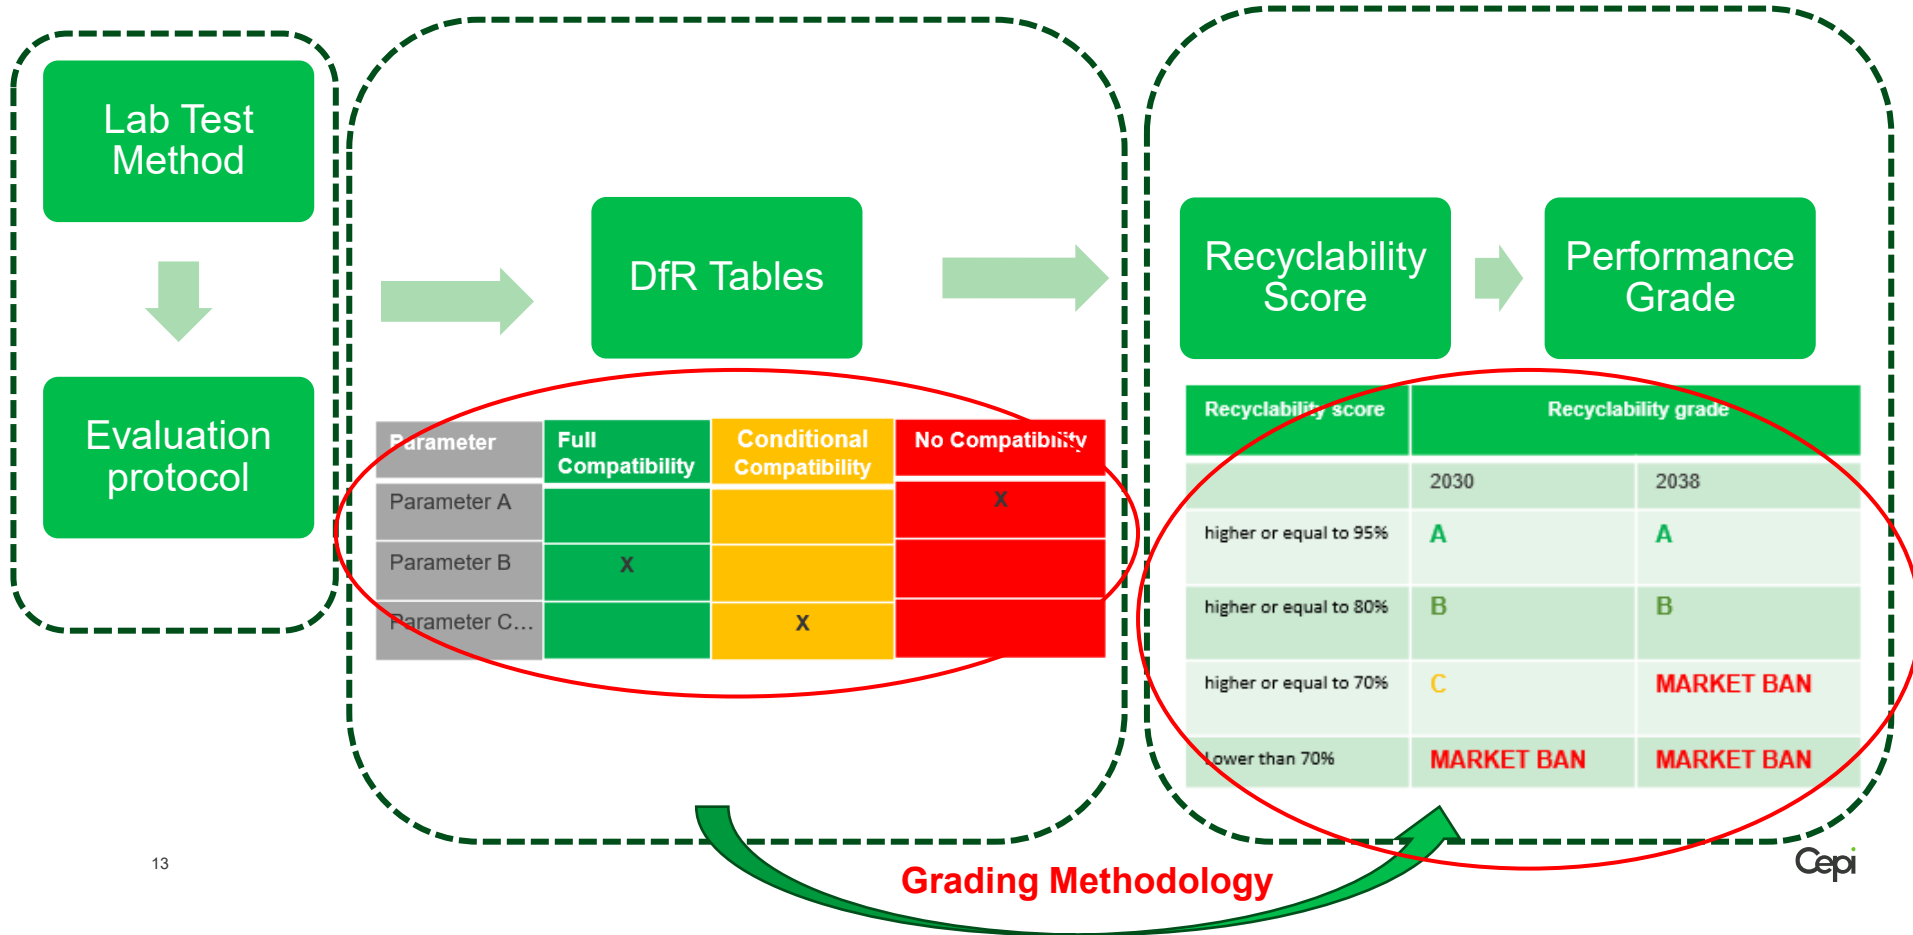 Lab Test
Method
Evaluation
protocol
DfR Tables
Parameter
Full
Compatibility
Conditional
Compatibility
No Compatibility
Parameter A
X
Parameter B
X
Parameter C...
X
Recyclability
Score
Performance
Grade
Recyclability score
Recyclability grade
2030
2038
higher or equal to 95%
A
A
higher or equal to 80%
B
B
higher or equal to 70%
C
MARKET BAN
Lower than 70%
MARKET BAN
MARKET BAN
Grading Methodology
13
Cepi